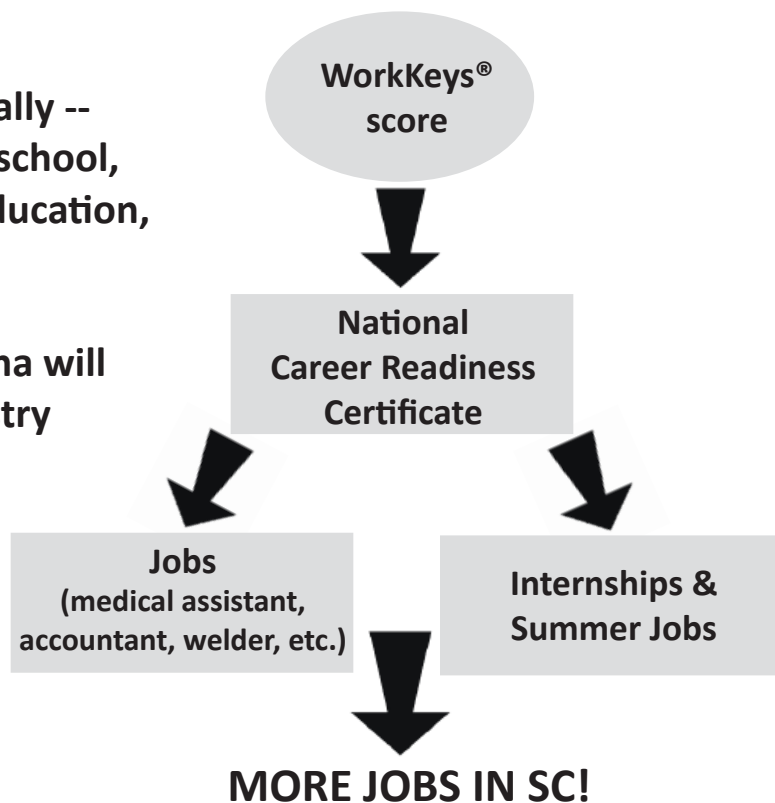 ally --
school,
ducation,
na will
try
WorkKeys®
score
National
Career Readiness
Certificate
Jobs
(medical assistant,
accountant, welder, etc.)
Internships &
Summer Jobs
MORE JOBS IN SC!